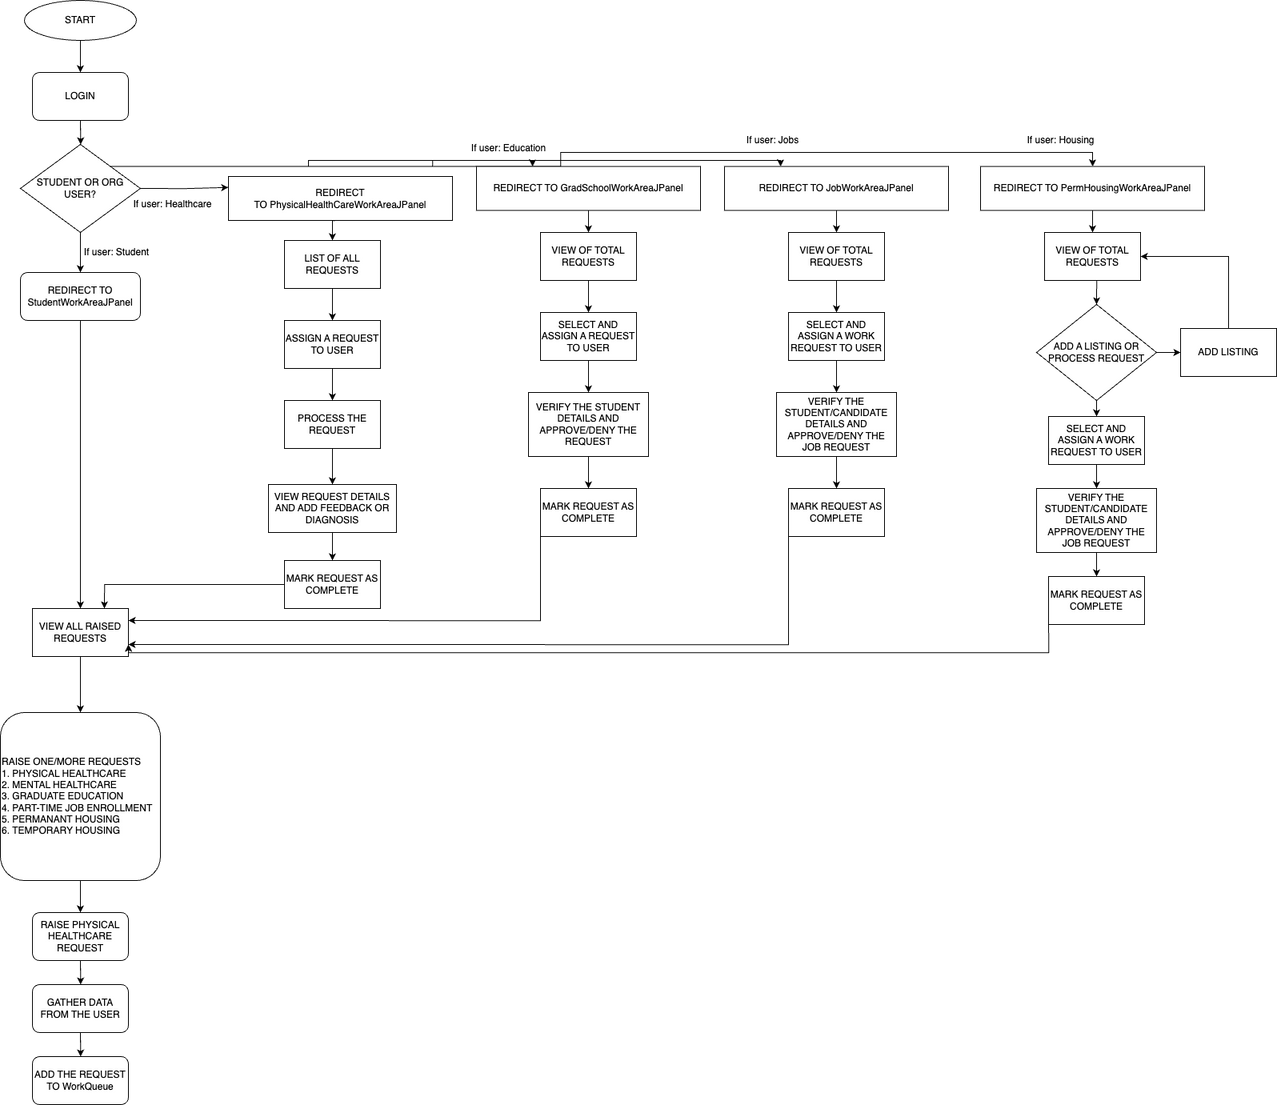 START
LOGIN
STUDENT OR ORG
USER?
If user: Healthcare
If user: Student
If user: Education
If user: Jobs
If user: Housing
REDIRECT TO
StudentWorkAreaJPanel
REDIRECT
TO PhysicalHealthCareWorkAreaJPanel
LIST OF ALL
REQUESTS
ASSIGN A REQUEST
TO USER
PROCESS THE
REQUEST
VIEW REQUEST DETAILS
AND ADD FEEDBACK OR
DIAGNOSIS
MARK REQUEST AS
COMPLETE
REDIRECT TO GradSchoolWorkAreaJPanel
VIEW OF TOTAL
REQUESTS
SELECT AND
ASSIGN A REQUEST
TO USER
VERIFY THE STUDENT
DETAILS AND
APPROVE/DENY THE
REQUEST
MARK REQUEST AS
COMPLETE
REDIRECT TO JobWorkAreaJPanel
VIEW OF TOTAL
REQUESTS
SELECT AND
ASSIGN A WORK
REQUEST TO USER
VERIFY THE
STUDENT/CANDIDATE
DETAILS AND
APPROVE/DENY THE
JOB REQUEST
MARK REQUEST AS
COMPLETE
REDIRECT TO PermHousingWorkAreaJPanel
VIEW OF TOTAL
REQUESTS
ADD A LISTING OR
PROCESS REQUEST
ADD LISTING
SELECT AND
ASSIGN A WORK
REQUEST TO USER
VERIFY THE
STUDENT/CANDIDATE
DETAILS AND
APPROVE/DENY THE
JOB REQUEST
MARK REQUEST AS
COMPLETE
VIEW ALL RAISED
REQUESTS
RAISE ONE/MORE REQUESTS
1. PHYSICAL HEALTHCARE
2. MENTAL HEALTHCARE
3. GRADUATE EDUCATION
4. PART-TIME JOB ENROLLMENT
5. PERMANANT HOUSING
6. TEMPORARY HOUSING
RAISE PHYSICAL
HEALTHCARE
REQUEST
GATHER DATA
FROM THE USER
ADD THE REQUEST
TO WorkQueue